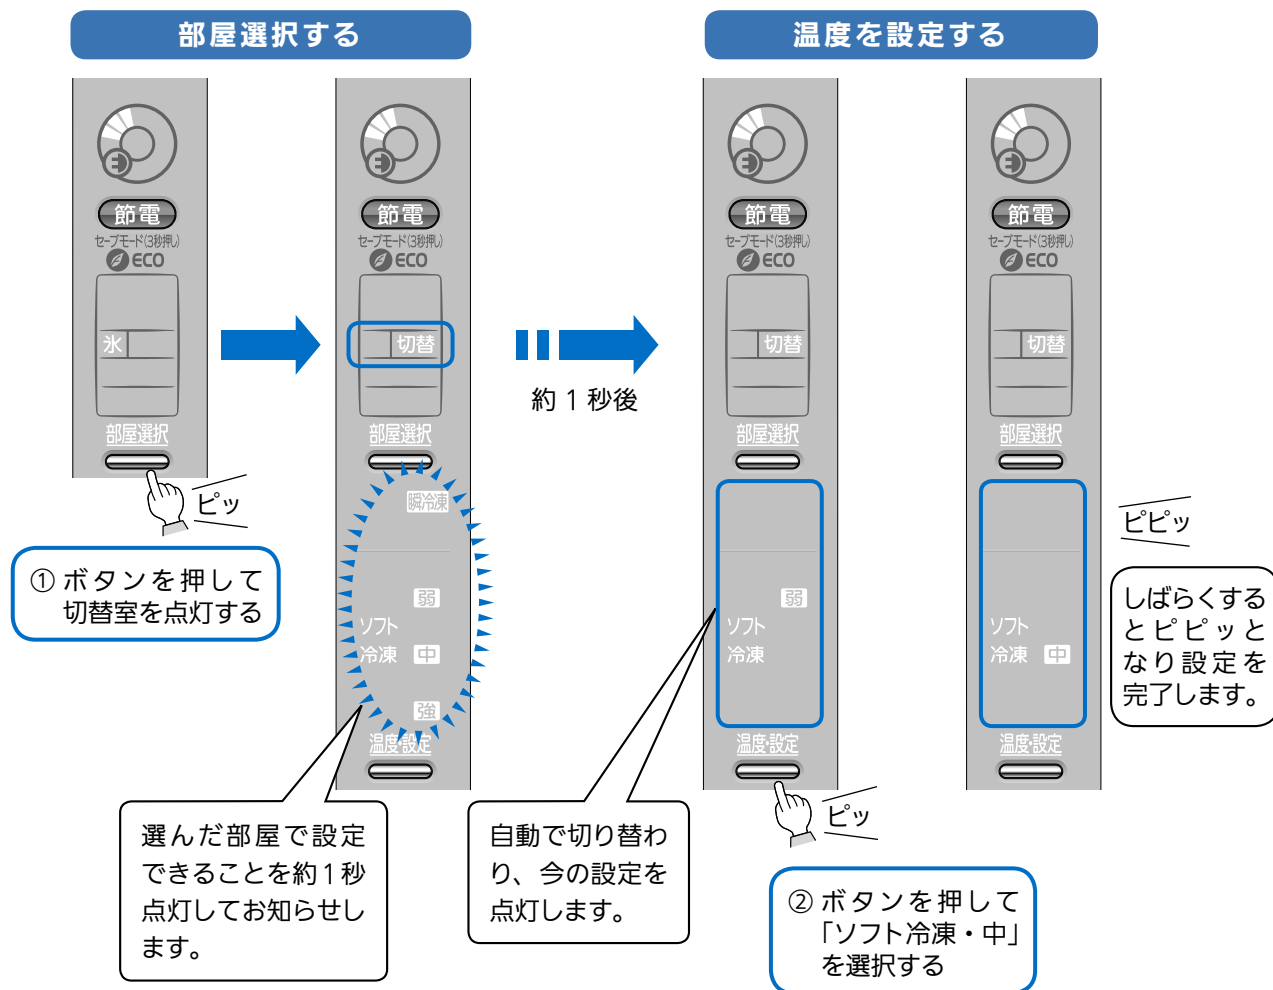 部屋選択する
温度を設定する
節電
セーブモード(3秒押し)
ECO
氷
部屋選択
ピッ
① ボタンを押して
切替室を点灯する
節電
セーブモード(3秒押し)
ECO
切替
部屋選択
瞬冷凍
弱
ソフト
冷凍 中
強
温度・設定
選んだ部屋で設定
できることを約1秒
点灯してお知らせし
ます。
約 1 秒後
節電
セーブモード(3秒押し)
ECO
切替
部屋選択
弱
ソフト
冷凍
温度・設定
ピッ
自動で切り替わ
り、今の設定を
点灯します。
② ボタンを押して
「ソフト冷凍・中」
を選択する
節電
セーブモード(3秒押し)
ECO
切替
部屋選択
ソフト
冷凍 中
温度・設定
ピピッ
しばらくする
とピピッと
なり設定を
完了します。